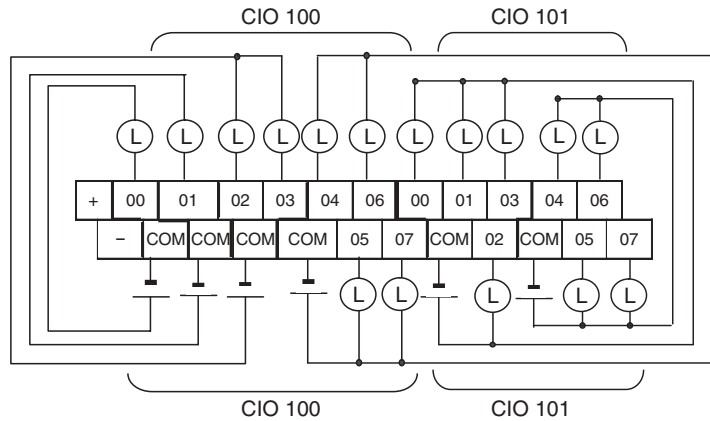 CIO 100 CIO 101
L L L L L L L L L L L
+ 00 01 02 03 04 06 00 01 03 04 06
− COM COM COM COM 05 07 COM 02 COM 05 07
L L L L L
CIO 100 CIO 101